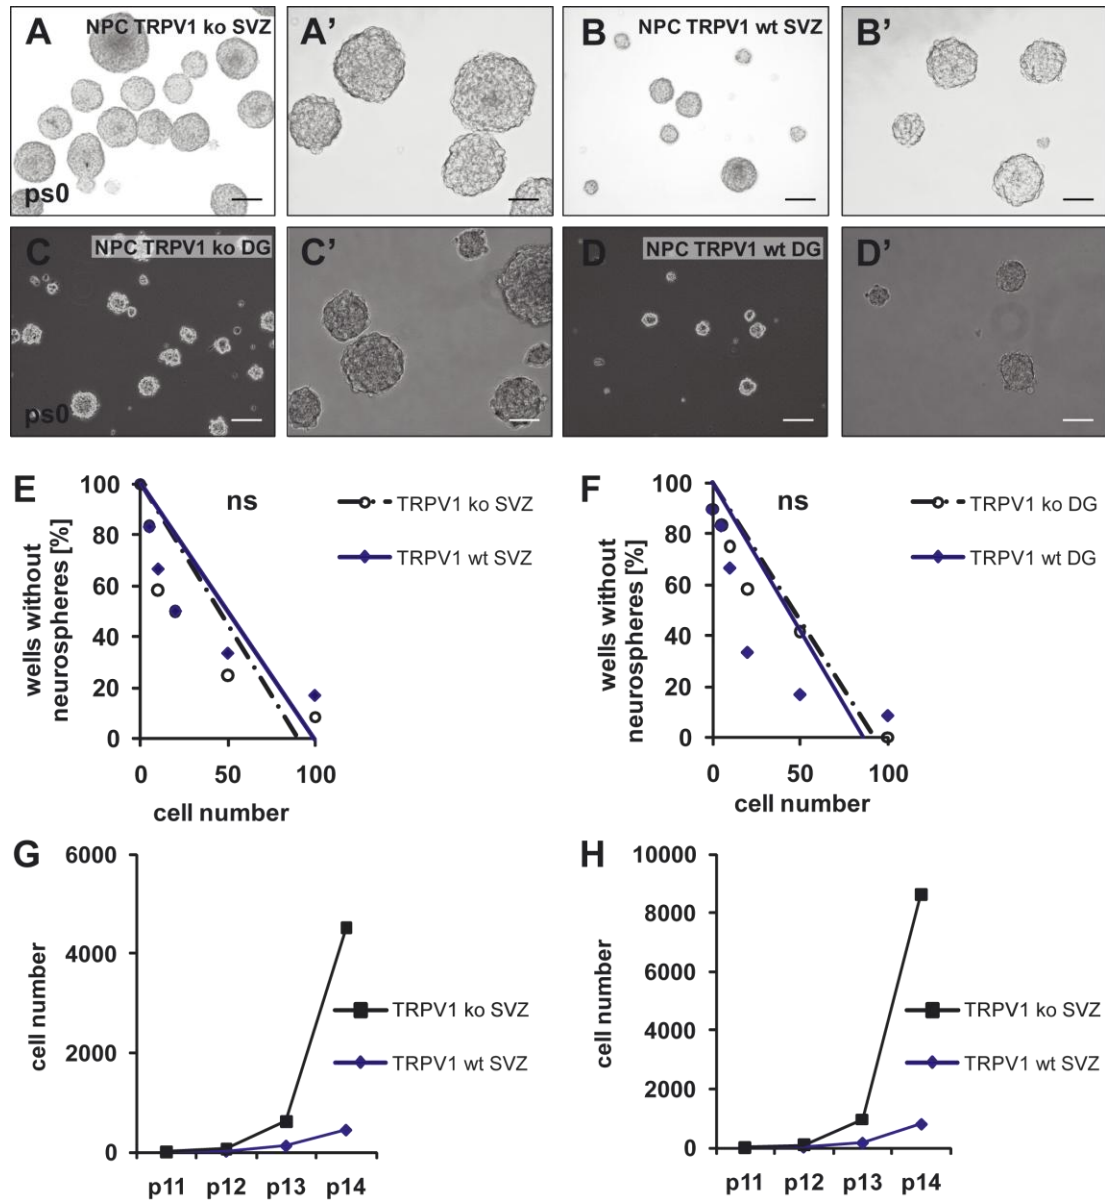 A NPC TRPV1 ko SVZ
ps0
A'
B NPC TRPV1 wt SVZ
B'
C NPC TRPV1 ko DG
ps0
C'
D NPC TRPV1 wt DG
D'
E
ns
wells without
neurospheres [%]
100
80
60
40
20
0
0 50 100
cell number
TRPV1 ko SVZ
TRPV1 wt SVZ
F
ns
wells without
neurospheres [%]
100
80
60
40
20
0
0 50 100
cell number
TRPV1 ko DG
TRPV1 wt DG
G
cell number
6000
4000
2000
0
p11 p12 p13 p14
TRPV1 ko SVZ
TRPV1 wt SVZ
H
cell number
10000
8000
6000
4000
2000
0
p11 p12 p13 p14
TRPV1 ko SVZ
TRPV1 wt SVZ